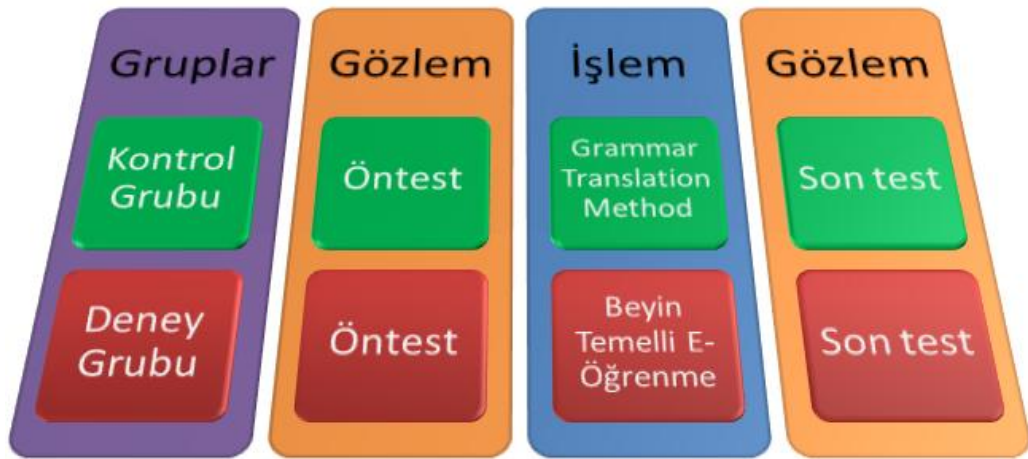 Gruplar
Gözlem
İşlem
Gözlem
Kontrol
Grubu
Öntest
Grammar
Translation
Method
Son test
Deney
Grubu
Öntest
Beyin
Temelli E-
Öğrenme
Son test